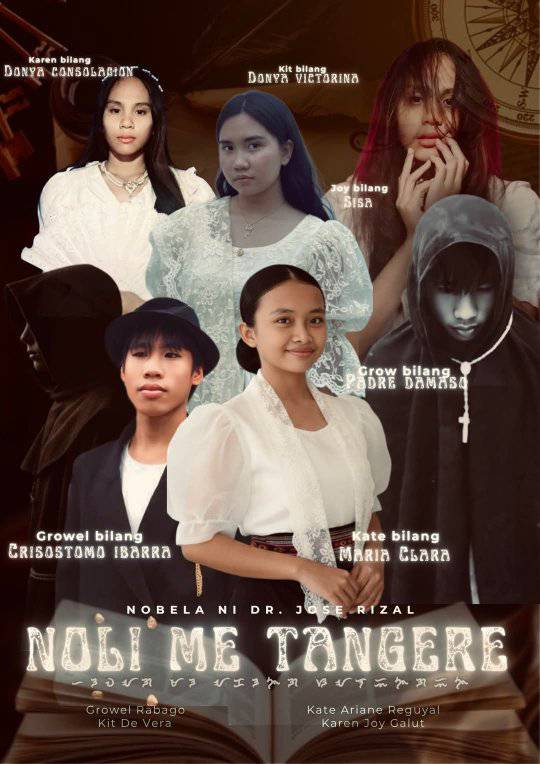 Karen bilang
Donya Consolacion
Kit bilang
Donya Victorina
Joy bilang
Sisa
Grow bilang
Padre Damaso
Growel bilang
Crisostomo Ibarra
Kate bilang
Maria Clara
NOBELA NI DR. JOSE RIZAL
NOLI ME TANGERE
Growel Rabago
Kit De Vera
Kate Ariane Reguyal
Karen Joy Galut